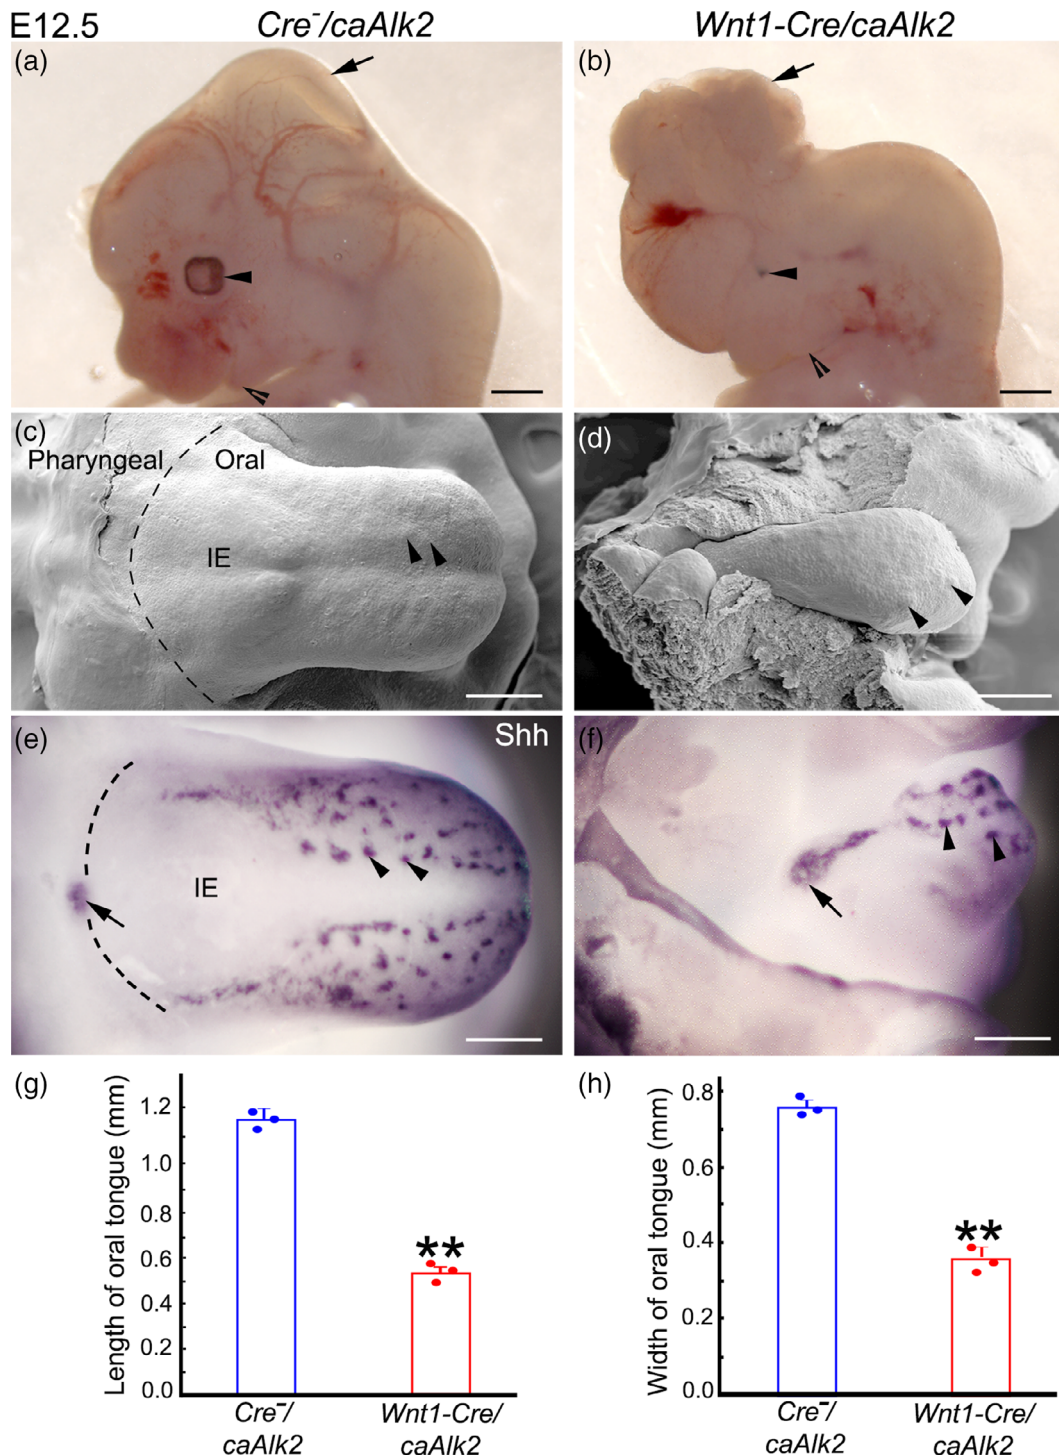 E12.5 Cre⁻/caAlk2 Wnt1-Cre/caAlk2
(a)
(b)
(c)
Pharyngeal Oral
IE
(d)
(e)
Shh
IE
(f)
(g)
Length of oral tongue (mm)
1.2
1.0
0.8
0.6
0.4
0.2
0.0
**
Cre⁻/
caAlk2
Wnt1-Cre/
caAlk2
(h)
Width of oral tongue (mm)
0.8
0.6
0.4
0.2
0.0
**
Cre⁻/
caAlk2
Wnt1-Cre/
caAlk2